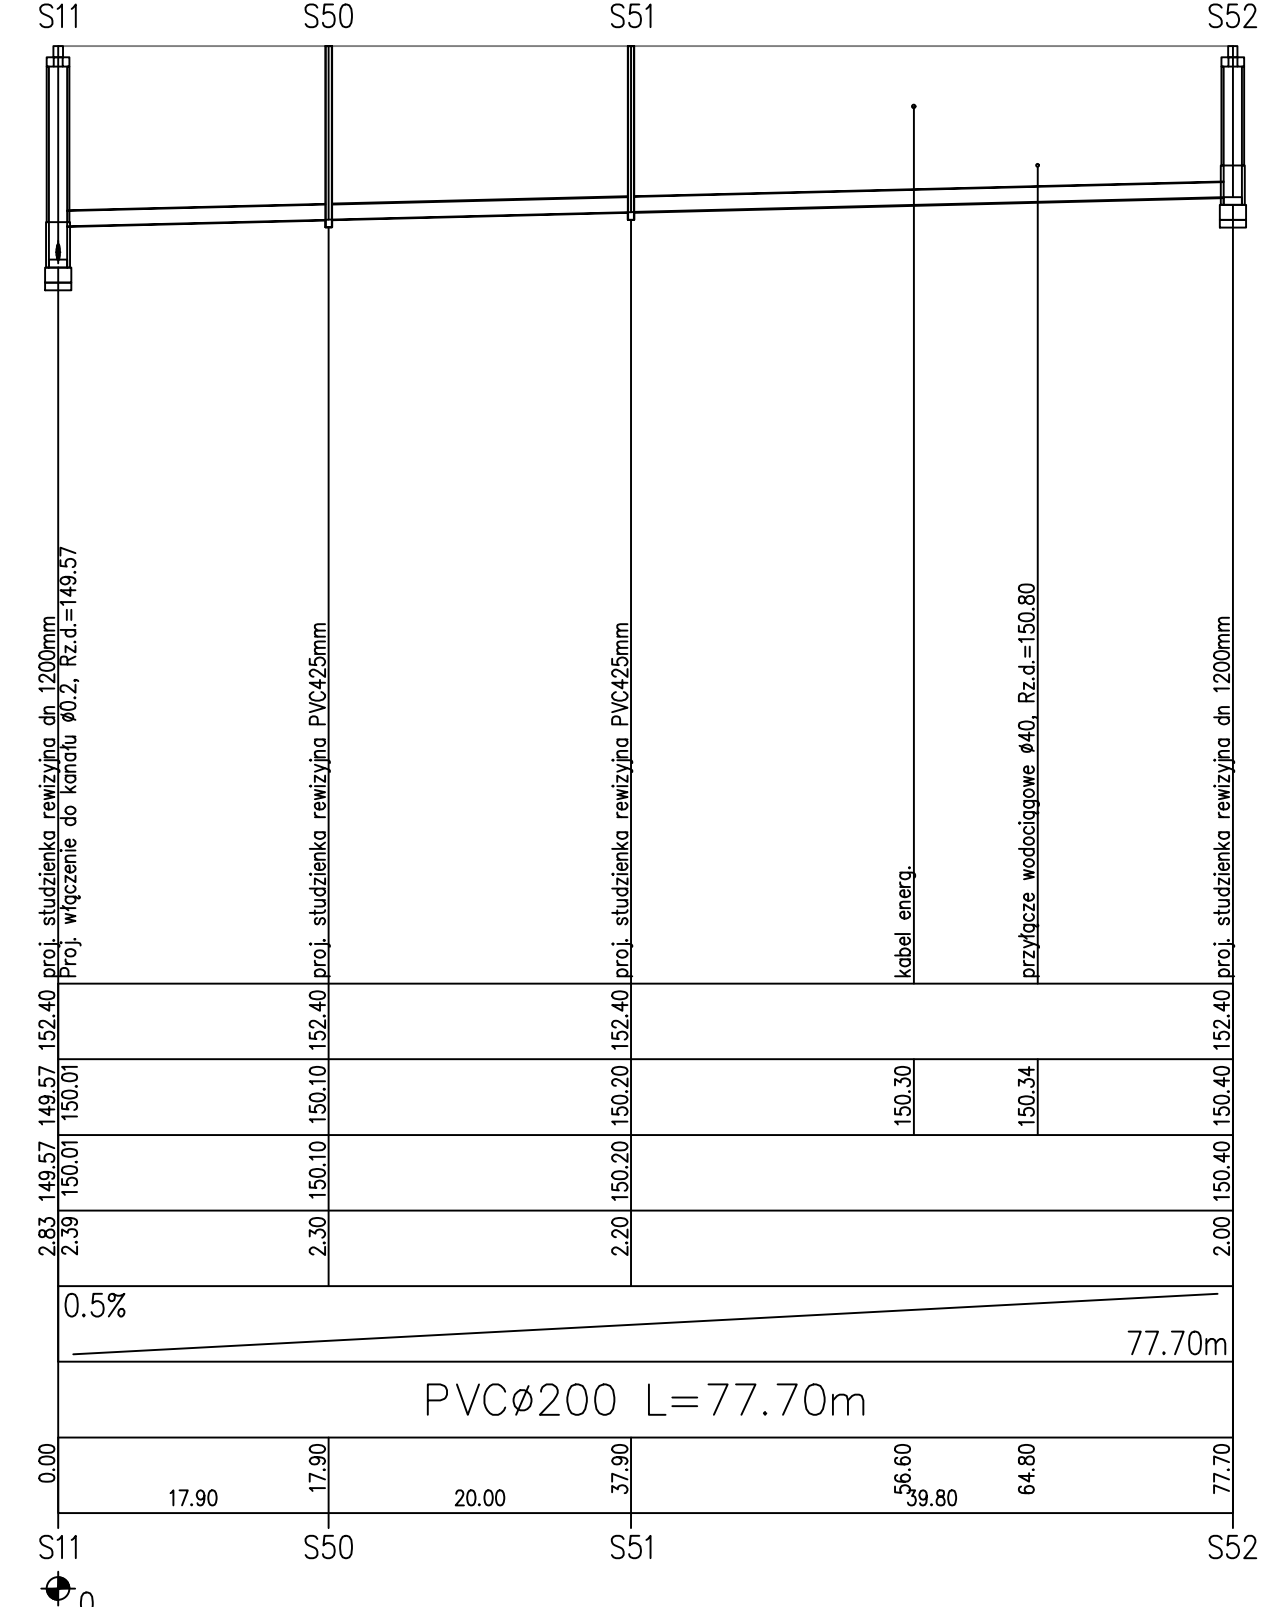 S11
S50
S51
S52
proj. studzienka rewizyjna dn 1200mm
Proj. włączenie do kanału ø0.2, Rz.d.=149.57
proj. studzienka rewizyjna PVC425mm
proj. studzienka rewizyjna PVC425mm
kabel energ.
przyłącze wodociągowe ø40, Rz.d.=150.80
proj. studzienka rewizyjna dn 1200mm
152.40
152.40
152.40
152.40
149.57
150.01
150.10
150.20
150.30
150.34
150.40
149.57
150.01
150.10
150.20
150.40
2.83
2.39
2.30
2.20
2.00
0.5%
77.70m
PVCø200 L=77.70m
0.00
17.90
37.90
56.60
64.80
77.70
17.90
20.00
39.80
S11
S50
S51
S52
0